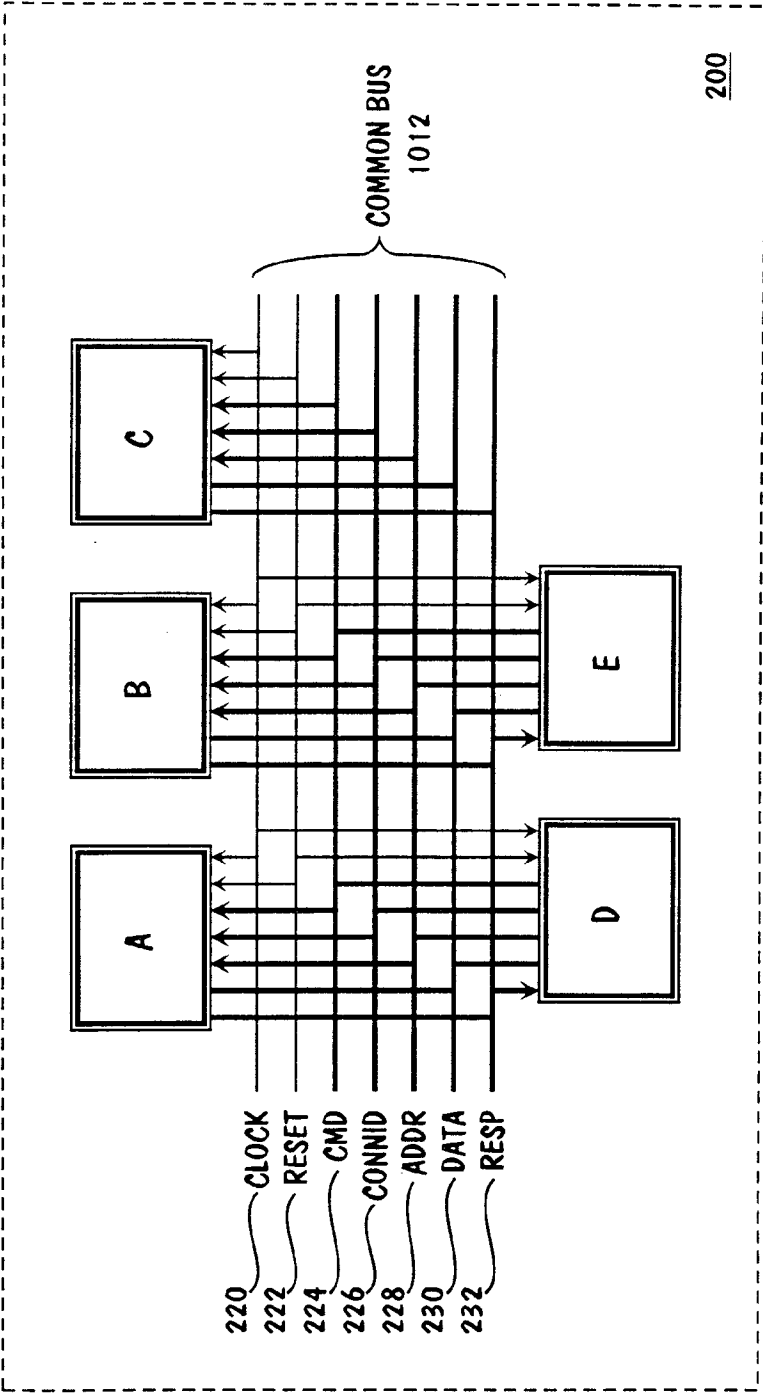 A
B
C
220 CLOCK
222 RESET
224 CMD
226 CONNID
228 ADDR
230 DATA
232 RESP
COMMON BUS
1012
D
E
200